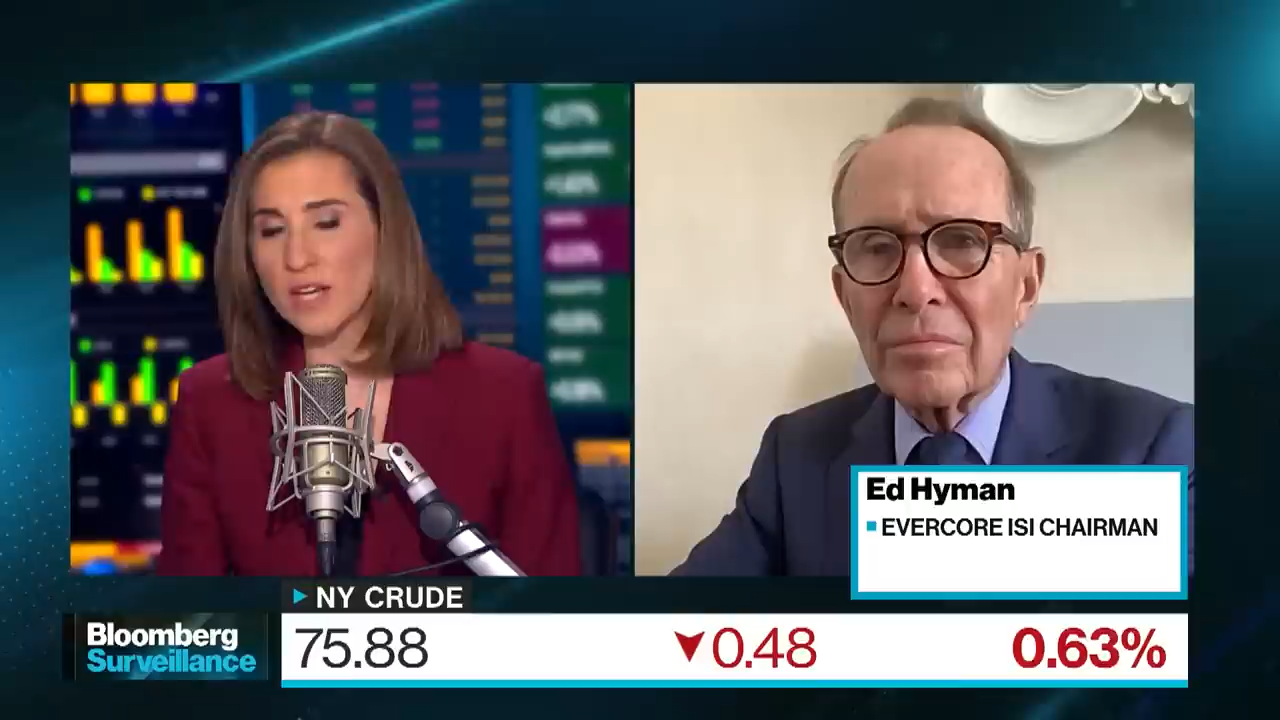 Ed Hyman
EVERCORE ISI CHAIRMAN
NY CRUDE
Bloomberg
Surveillance
75.88
0.48
0.63%